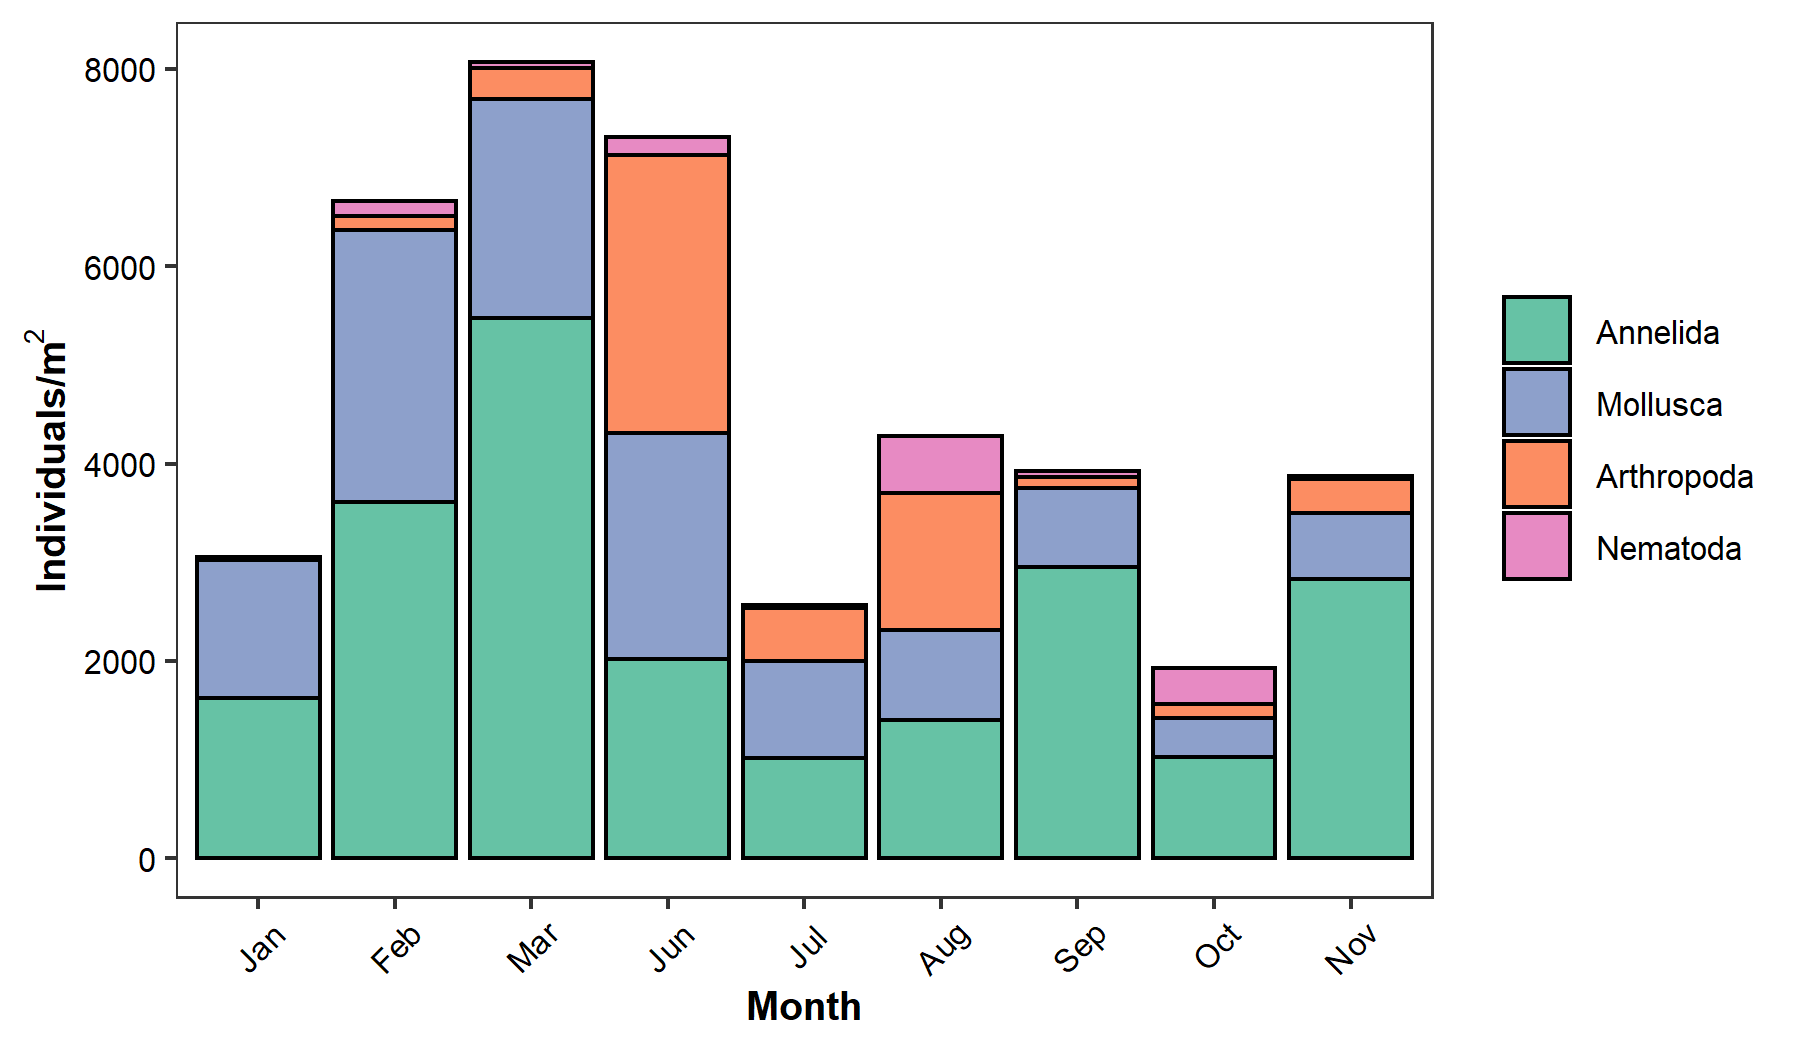 8000
6000
4000
2000
0
Individuals/m²
Jan
Feb
Mar
Jun
Jul
Aug
Sep
Oct
Nov
Month
Annelida
Mollusca
Arthropoda
Nematoda